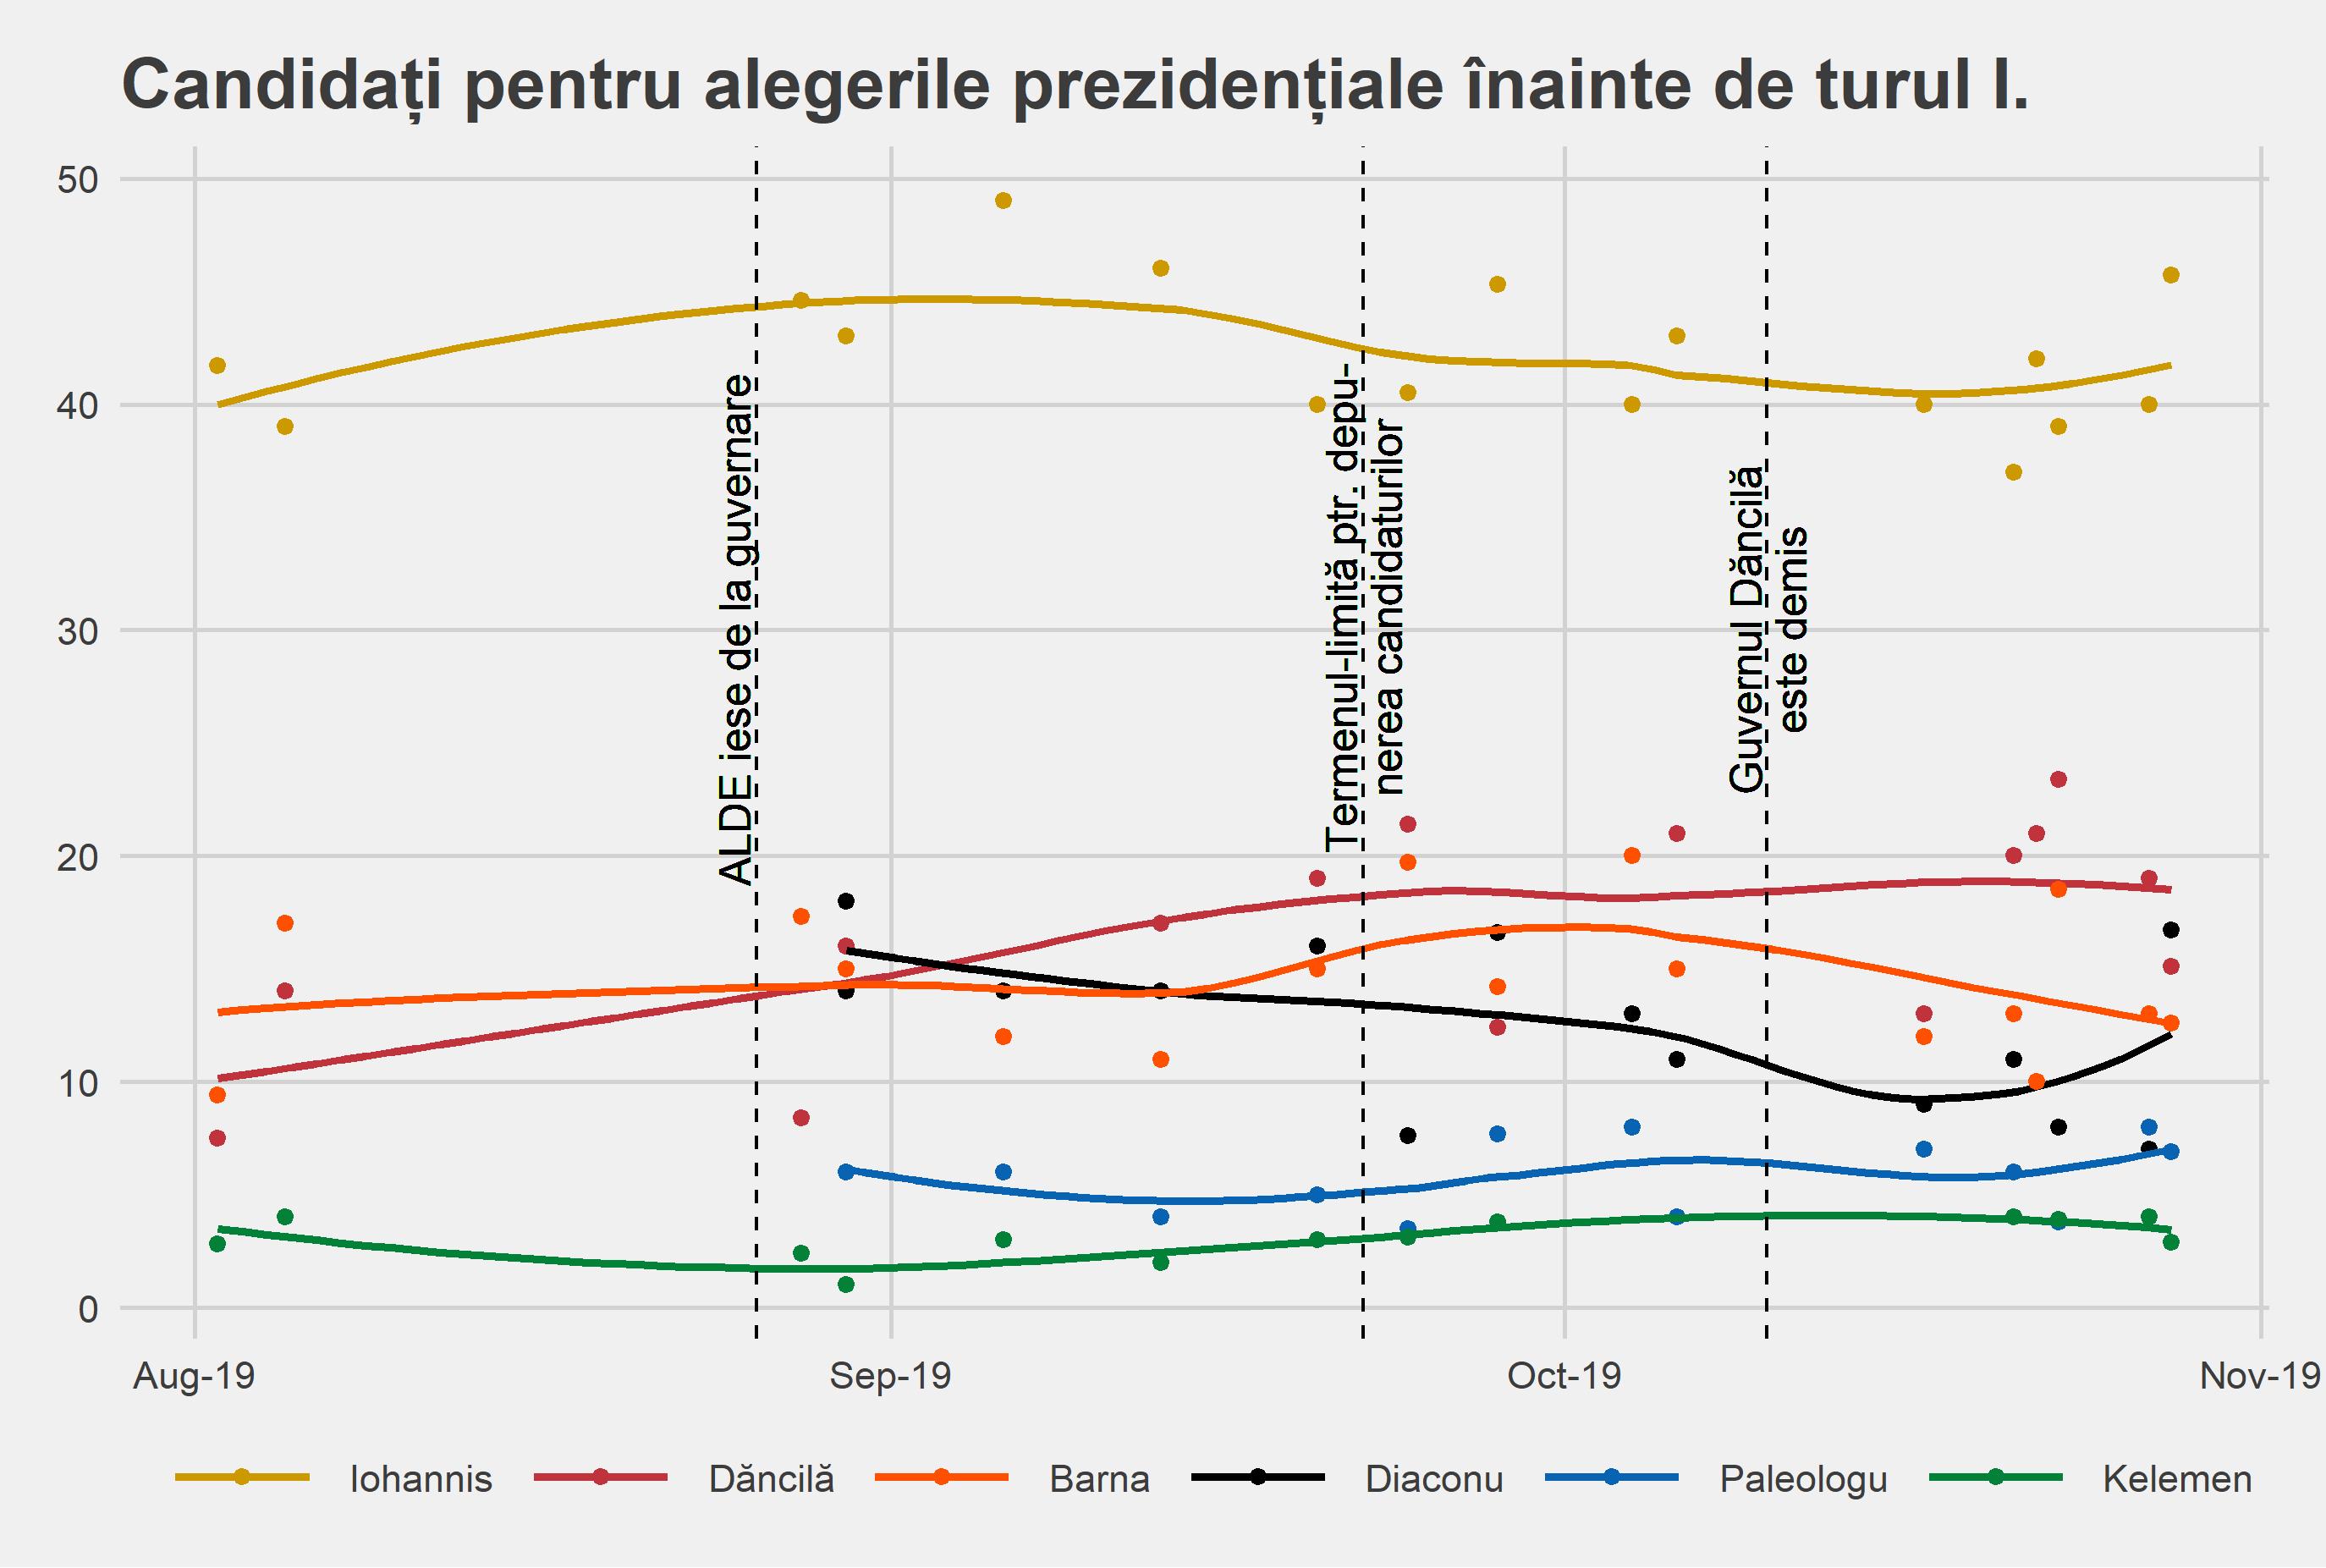 Candidați pentru alegerile prezidențiale înainte de turul I.
50
40
30
20
10
0
ALDE iese de la guvernare
Termenul-limită ptr. depu-
nerea candidaturilor
Guvernul Dăncilă
este demis
Aug-19
Sep-19
Oct-19
Nov-19
Iohannis
Dăncilă
Barna
Diaconu
Paleologu
Kelemen